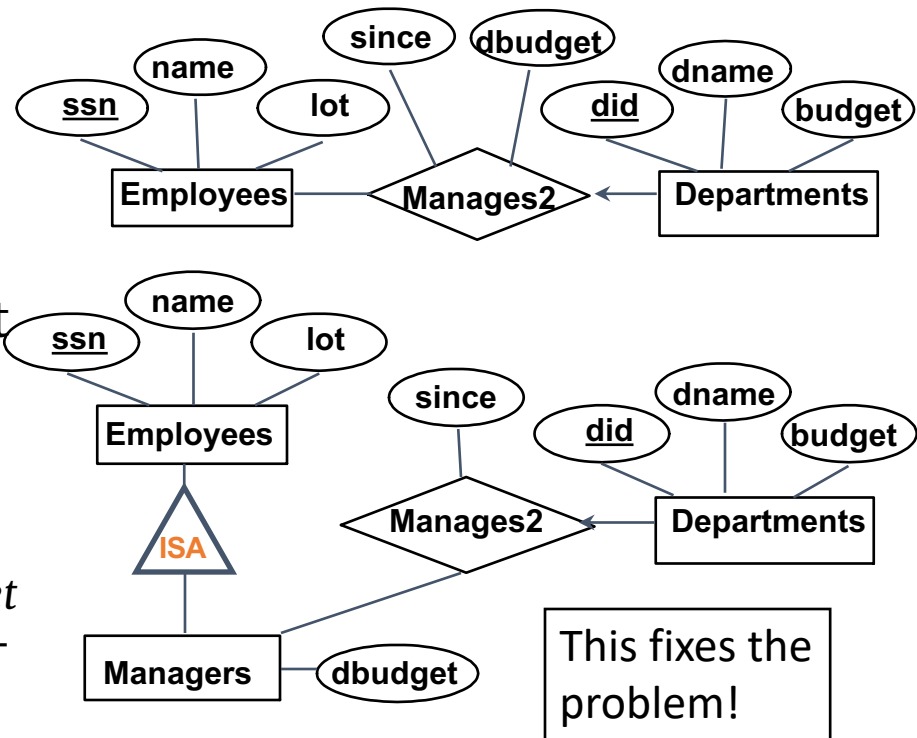 since dbudget
name dname
ssn lot did budget
Employees Manages2 Departments
name
t ssn lot
since dname
Employees did budget
Manages2 Departments
ISA
et
Managers dbudget
This fixes the
problem!